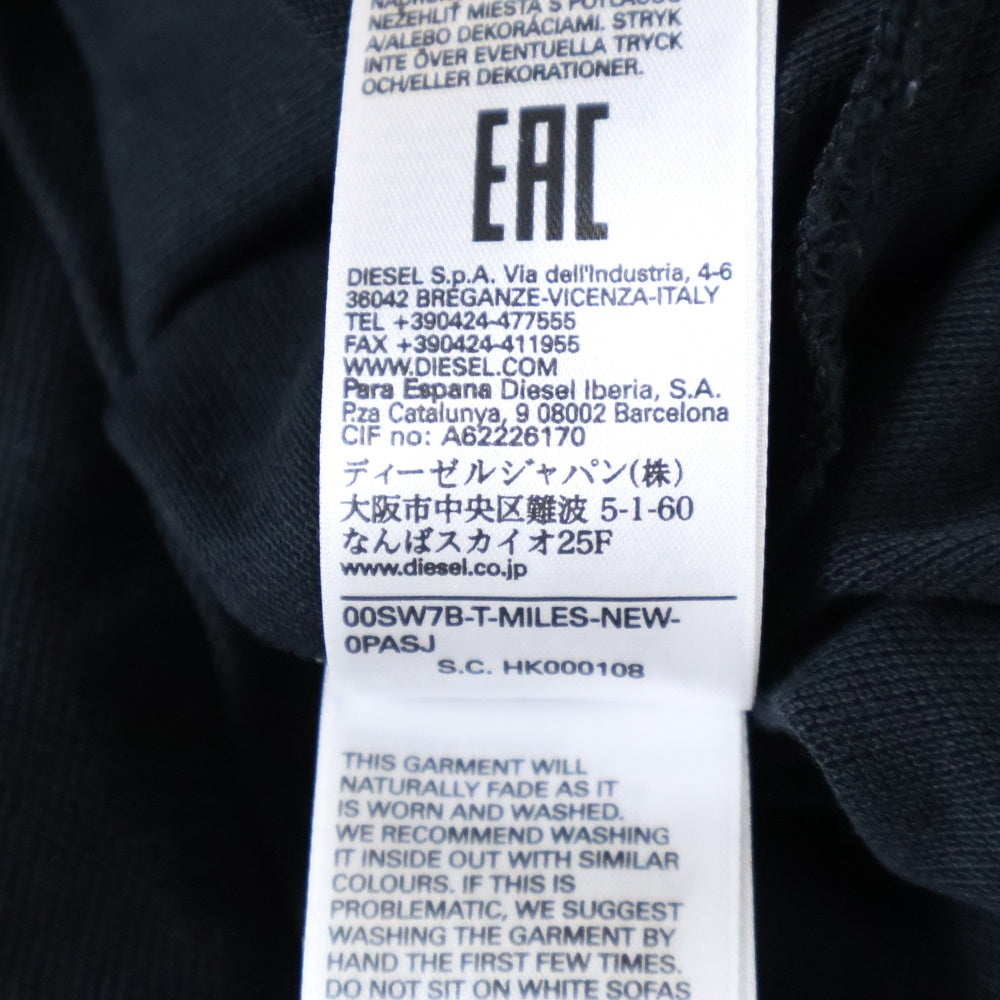 NEŽEHLIŤ MIESTA S POTLAČOU
A/ALEBO DEKORÁCIAMI. STRYK
INTE ÖVER EVENTUELLA TRYCK
OCH/ELLER DEKORATIONER.
EAC
DIESEL S.p.A. Via dell'Industria, 4-6
36042 BREGANZE-VICENZA-ITALY
TEL +390424-477555
FAX +390424-411955
WWW.DIESEL.COM
Para Espana Diesel Iberia, S.A.
P.za Catalunya, 9 08002 Barcelona
CIF no: A62226170
ディーゼルジャパン(株)
大阪市中央区難波 5-1-60
なんばスカイオ25F
www.diesel.co.jp
00SW7B-T-MILES-NEW-
0PASJ
S.C. HK000108
THIS GARMENT WILL
NATURALLY FADE AS IT
IS WORN AND WASHED.
WE RECOMMEND WASHING
IT INSIDE OUT WITH SIMILAR
COLOURS. IF THIS IS
PROBLEMATIC, WE SUGGEST
WASHING THE GARMENT BY
HAND THE FIRST FEW TIMES.
DO NOT SIT ON WHITE SOFAS